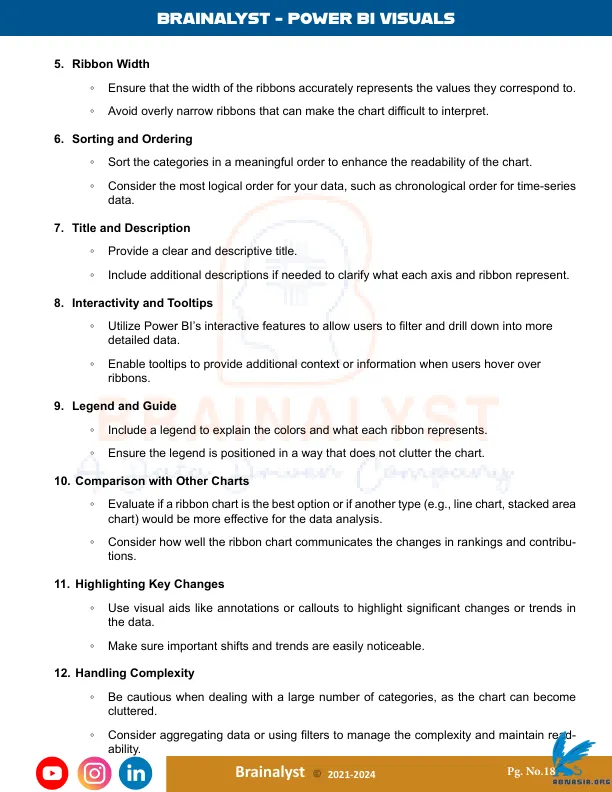 BRAINALYST - POWER BI VISUALS
5. Ribbon Width
◦ Ensure that the width of the ribbons accurately represents the values they correspond to.
◦ Avoid overly narrow ribbons that can make the chart difficult to interpret.
6. Sorting and Ordering
◦ Sort the categories in a meaningful order to enhance the readability of the chart.
◦ Consider the most logical order for your data, such as chronological order for time-series
data.
7. Title and Description
◦ Provide a clear and descriptive title.
◦ Include additional descriptions if needed to clarify what each axis and ribbon represent.
8. Interactivity and Tooltips
◦ Utilize Power BI's interactive features to allow users to filter and drill down into more
detailed data.
◦ Enable tooltips to provide additional context or information when users hover over
ribbons.
9. Legend and Guide
◦ Include a legend to explain the colors and what each ribbon represents.
◦ Ensure the legend is positioned in a way that does not clutter the chart.
BRAINALYST
A Data Driven Company
10. Comparison with Other Charts
◦ Evaluate if a ribbon chart is the best option or if another type (e.g., line chart, stacked area
chart) would be more effective for the data analysis.
◦ Consider how well the ribbon chart communicates the changes in rankings and contribu-
tions.
11. Highlighting Key Changes
◦ Use visual aids like annotations or callouts to highlight significant changes or trends in
the data.
◦ Make sure important shifts and trends are easily noticeable.
12. Handling Complexity
◦ Be cautious when dealing with a large number of categories, as the chart can become
cluttered.
◦ Consider aggregating data or using filters to manage the complexity and maintain read-
ability.
in
Brainalyst © 2021-2024
Pg. No.18
ABNASIA.ORG